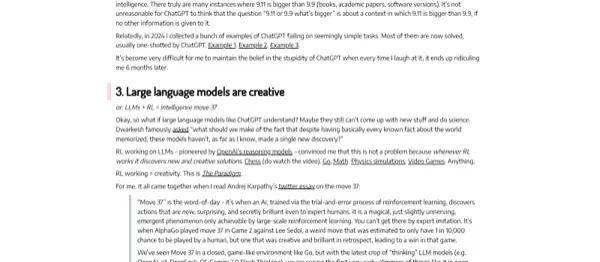 intelligence. There truly are many instances where 9.11 is bigger than 9.9 (books, academic papers, software versions). It's not
unreasonable for ChatGPT to think that the question "9.11 or 9.9 what's bigger" is about a context in which 9.11 is bigger than 9.9, if
no other information is given to it.
Relatedly, in 2024 I collected a bunch of examples of ChatGPT failing on seemingly simple tasks. Most of them are now solved,
usually one-shotted by ChatGPT. Example 1. Example 2. Example 3.
It's become very difficult for me to maintain the belief in the stupidity of ChatGPT when every time I laugh at it, it ends up ridiculing
me 6 months later.
3. Large language models are creative
or: LLMs + RL = intelligence move 37
Okay, so what if large language models like ChatGPT understand? Maybe they still can't come up with new stuff and do science.
Dwarkesh famously asked "what should we make of the fact that despite having basically every known fact about the world
memorized, these models haven't, as far as I know, made a single new discovery?"
RL working on LLMs – pioneered by OpenAI's reasoning models – convinced me that this is not a problem because whenever RL
works it discovers new and creative solutions. Chess (do watch the video). Go. Math. Physics simulations. Video Games. Anything.
RL working = creativity. This is The Paradigm.
For me, it all came together when I read Andrej Karpathy's twitter essay on the move 37:
"Move 37" is the word-of-day - it's when an AI, trained via the trial-and-error process of reinforcement learning, discovers
actions that are new, surprising, and secretly brilliant even to expert humans. It is a magical, just slightly unnerving,
emergent phenomenon only achievable by large-scale reinforcement learning. You can't get there by expert imitation. It's
when AlphaGo played move 37 in Game 2 against Lee Sedol, a weird move that was estimated to only have 1 in 10,000
chance to be played by a human, but one that was creative and brilliant in retrospect, leading to a win in that game.
We've seen Move 37 in a closed, game-like environment like Go, but with the latest crop of "thinking" LLM models (e.g.